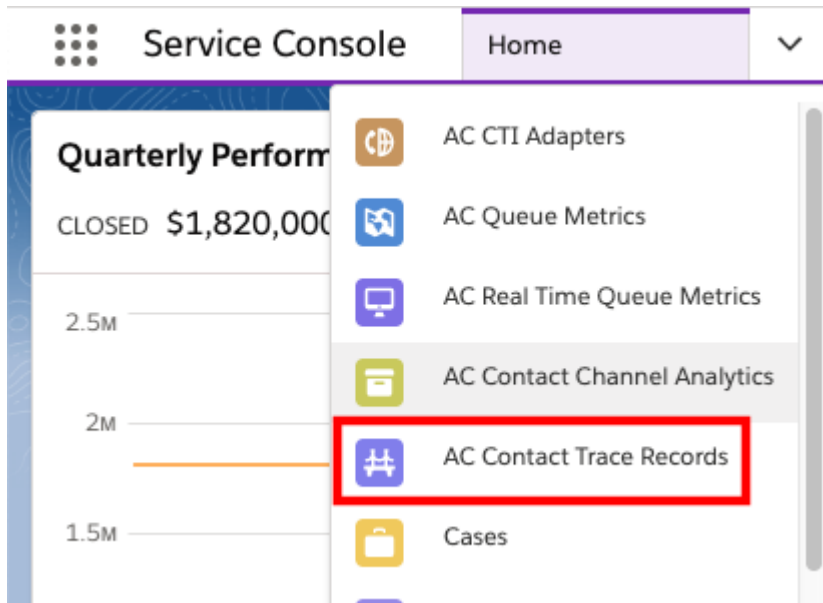 Service Console
Home
Quarterly Perform
CLOSED $1,820,000
2.5M
2M
1.5M
AC CTI Adapters
AC Queue Metrics
AC Real Time Queue Metrics
AC Contact Channel Analytics
AC Contact Trace Records
Cases